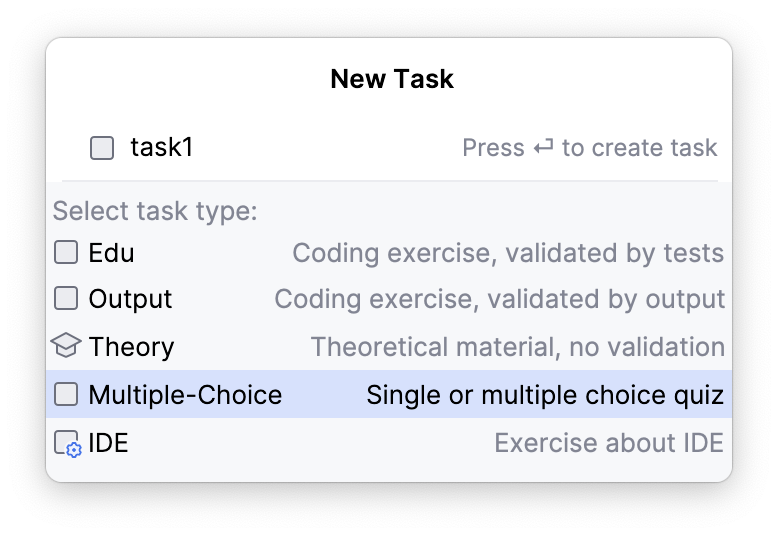 New Task
task1 Press ⏎ to create task
Select task type:
Edu Coding exercise, validated by tests
Output Coding exercise, validated by output
Theory Theoretical material, no validation
Multiple-Choice Single or multiple choice quiz
IDE Exercise about IDE